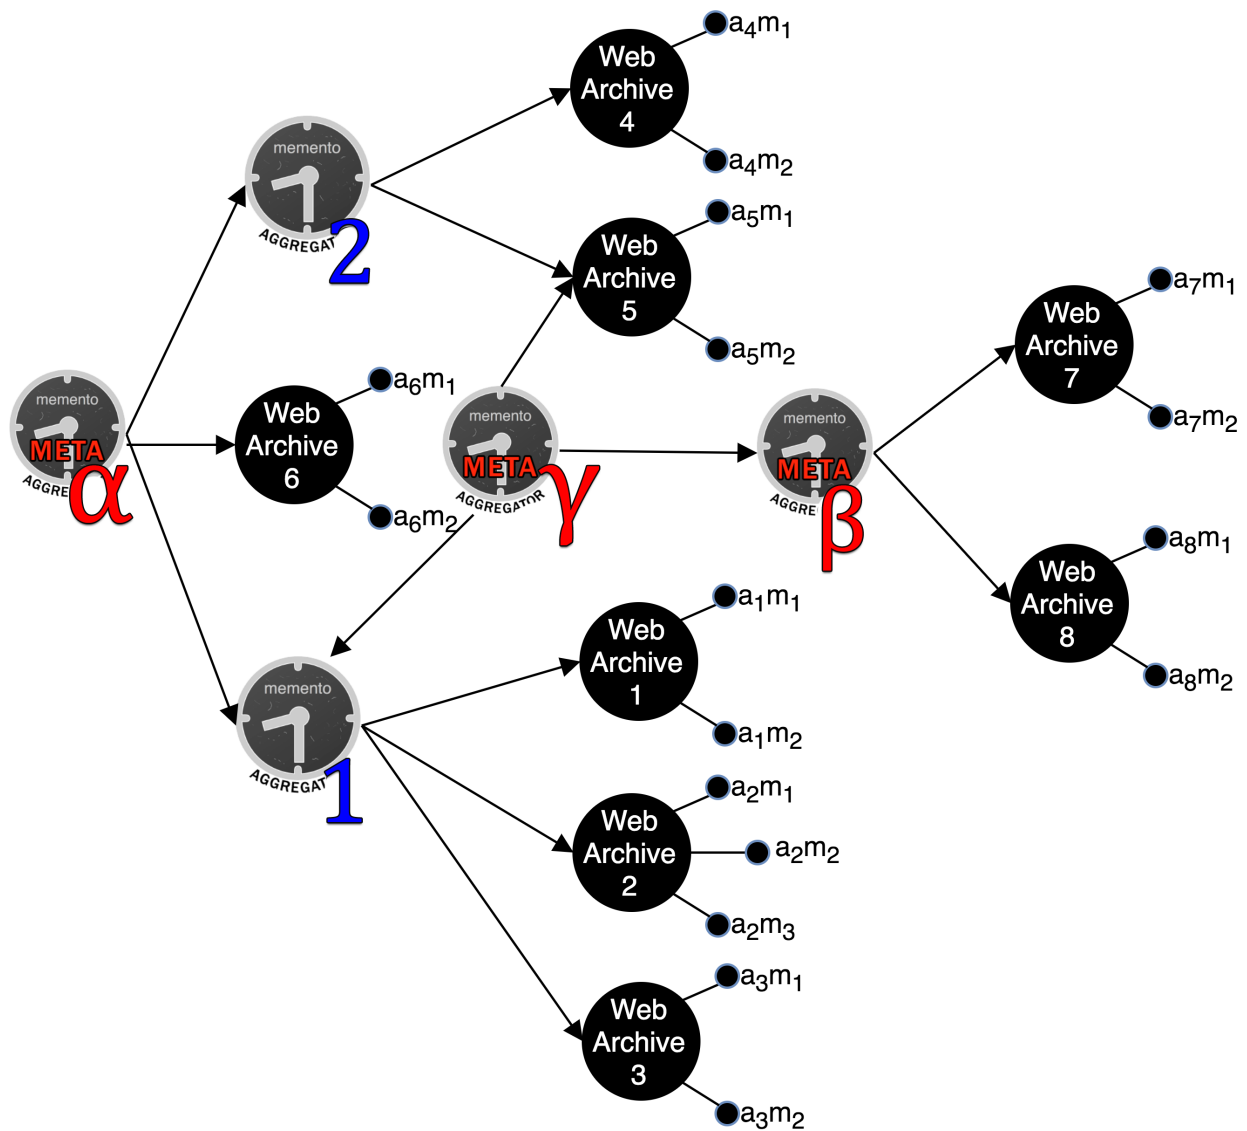 a4m1
Web
Archive
4
a4m2
memento
AGGREGAT
2
a5m1
Web
Archive
5
a5m2
a7m1
Web
Archive
7
a7m2
memento
META
AGGRE
α
a6m1
Web
Archive
6
a6m2
memento
META
AGGREGATOR
γ
memento
META
AGGRE
β
a8m1
Web
Archive
8
a8m2
memento
AGGREGAT
1
a1m1
Web
Archive
1
a1m2
a2m1
Web
Archive
2
a2m2
a2m3
a3m1
Web
Archive
3
a3m2